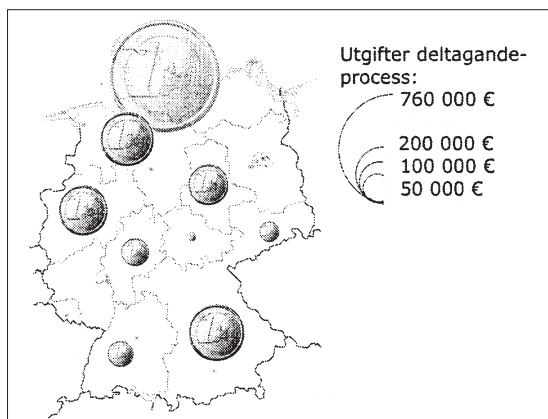 Utgifter deltagande-
process:
760 000 €
200 000 €
100 000 €
50 000 €